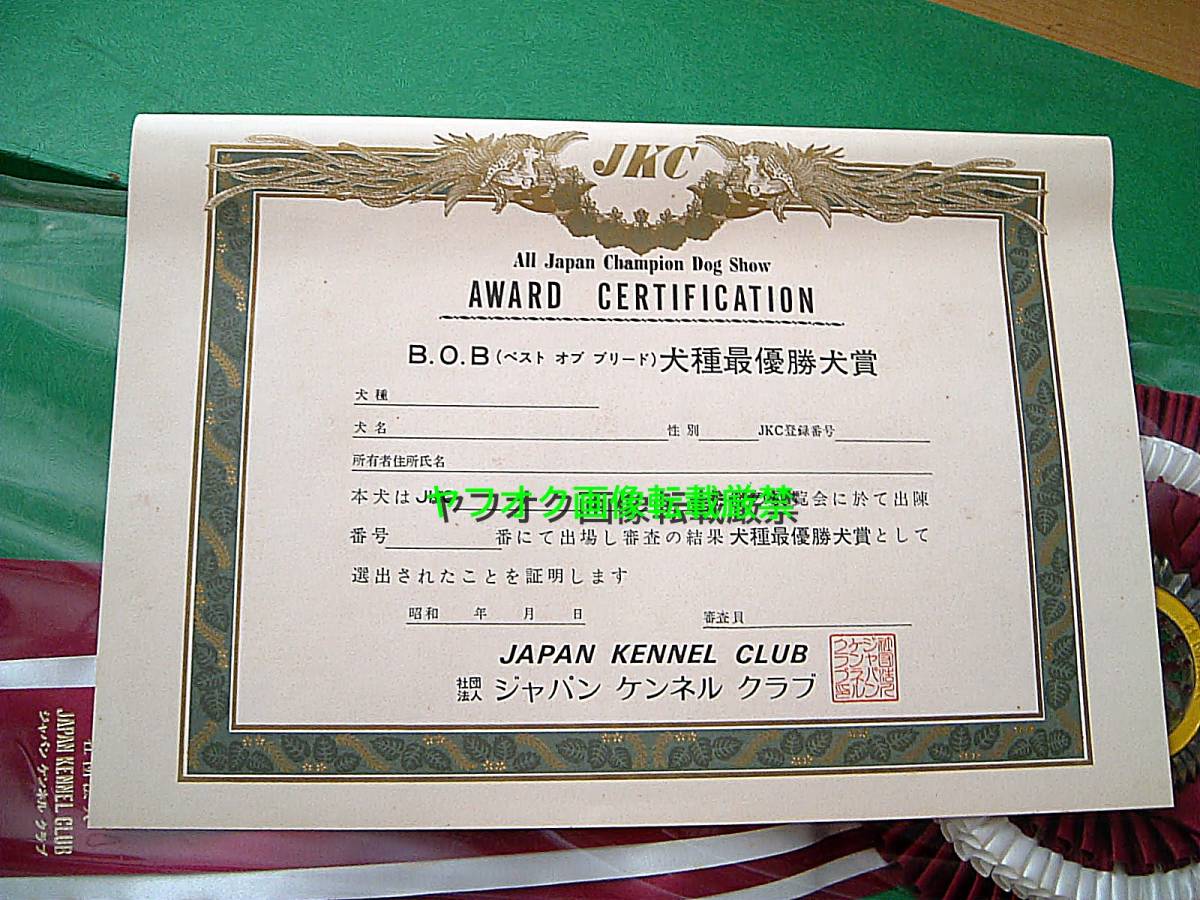 JKC
All Japan Champion Dog Show
AWARD CERTIFICATION
B.O.B(ベスト オブ ブリード)犬種最優勝犬賞
犬種
犬名 性別 JKC登録番号
所有者住所氏名
本犬はJKC 覧会に於て出陳
ヤフオク画像転載厳禁
番号 番にて出場し審査の結果犬種最優勝犬賞として
選出されたことを証明します
昭和 年 月 日 審査員
JAPAN KENNEL CLUB
社団法人 ジャパン ケンネル クラブ
JAPAN KENNEL CLUB
ジャパン ケンネル クラブ